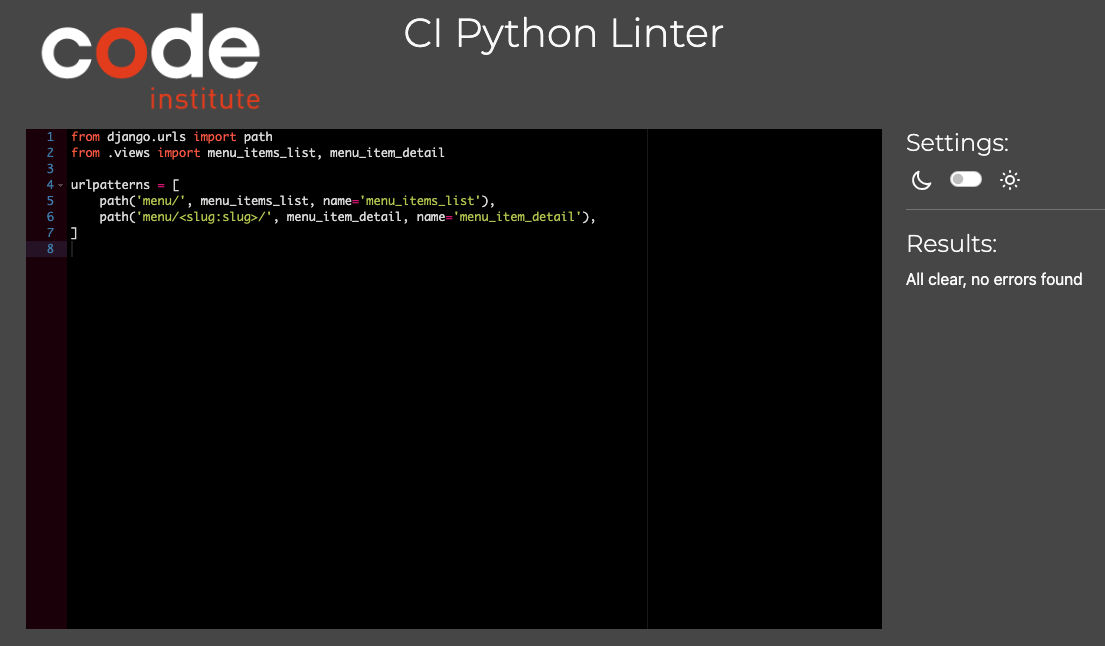 code
institute
CI Python Linter
1 from django.urls import path
2 from .views import menu_items_list, menu_item_detail
3
4 urlpatterns = [
5     path('menu/', menu_items_list, name='menu_items_list'),
6     path('menu/<slug:slug>/', menu_item_detail, name='menu_item_detail'),
7 ]
8
Settings:
Results:
All clear, no errors found